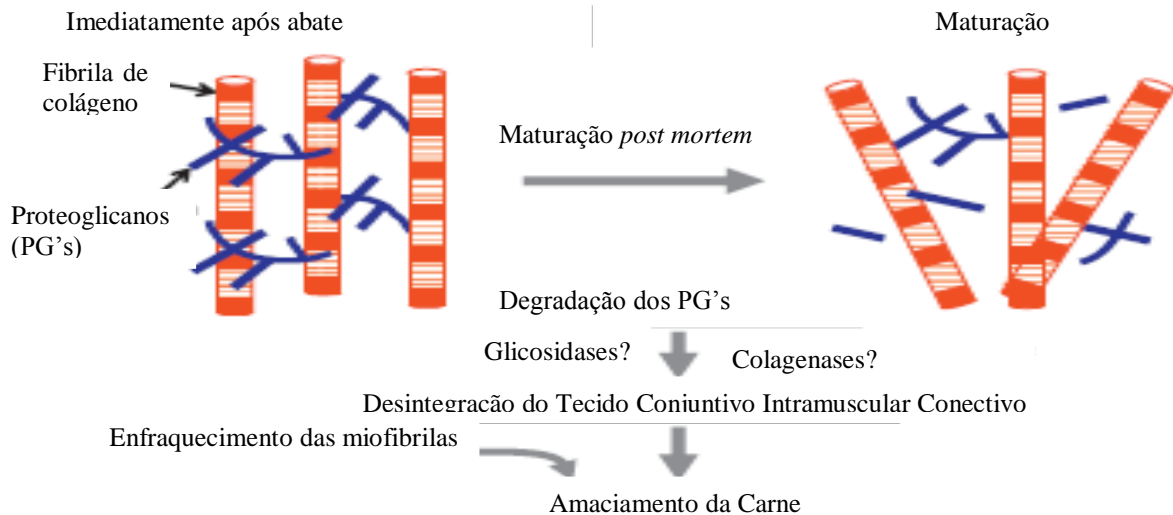 Imediatamente após abate
Maturação
Fibrila de
colágeno
Maturação post mortem
Proteoglicanos
(PG's)
Degradação dos PG's
Glicosidases?
Colagenases?
Desintegração do Tecido Conjuntivo Intramuscular Conectivo
Enfraquecimento das miofibrilas
Amaciamento da Carne